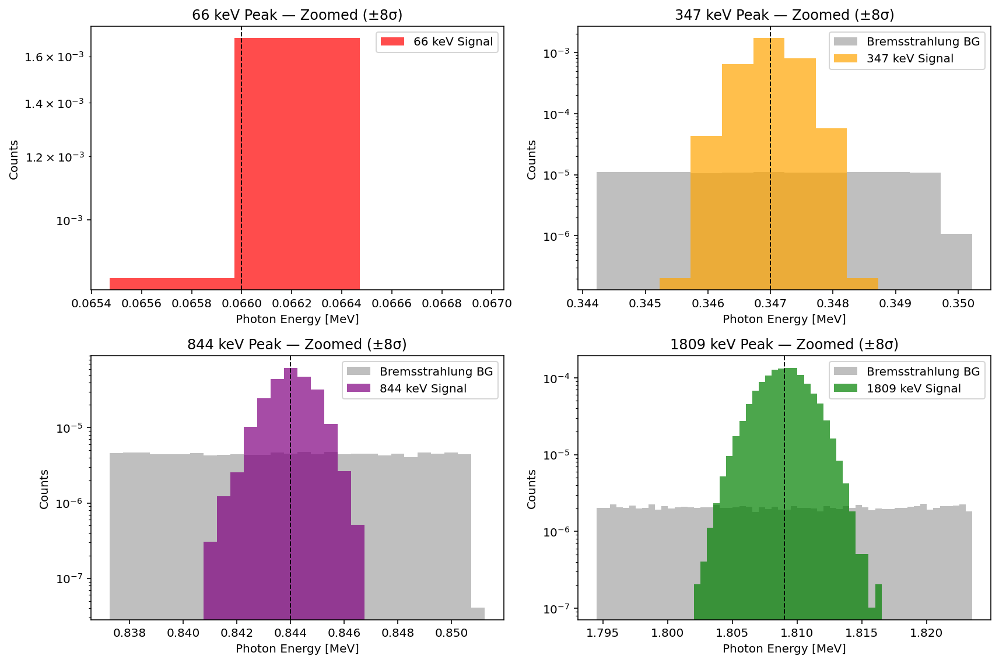 66 keV Peak — Zoomed (±8σ)
1.6 × 10⁻³
1.4 × 10⁻³
1.2 × 10⁻³
10⁻³
Counts
66 keV Signal
0.0654 0.0656 0.0658 0.0660 0.0662 0.0664 0.0666 0.0668 0.0670
Photon Energy [MeV]
347 keV Peak — Zoomed (±8σ)
10⁻³
10⁻⁴
10⁻⁵
10⁻⁶
Counts
Bremsstrahlung BG
347 keV Signal
0.344 0.345 0.346 0.347 0.348 0.349 0.350
Photon Energy [MeV]
844 keV Peak — Zoomed (±8σ)
10⁻⁵
10⁻⁶
10⁻⁷
Counts
Bremsstrahlung BG
844 keV Signal
0.838 0.840 0.842 0.844 0.846 0.848 0.850
Photon Energy [MeV]
1809 keV Peak — Zoomed (±8σ)
10⁻⁴
10⁻⁵
10⁻⁶
10⁻⁷
Counts
Bremsstrahlung BG
1809 keV Signal
1.795 1.800 1.805 1.810 1.815 1.820
Photon Energy [MeV]